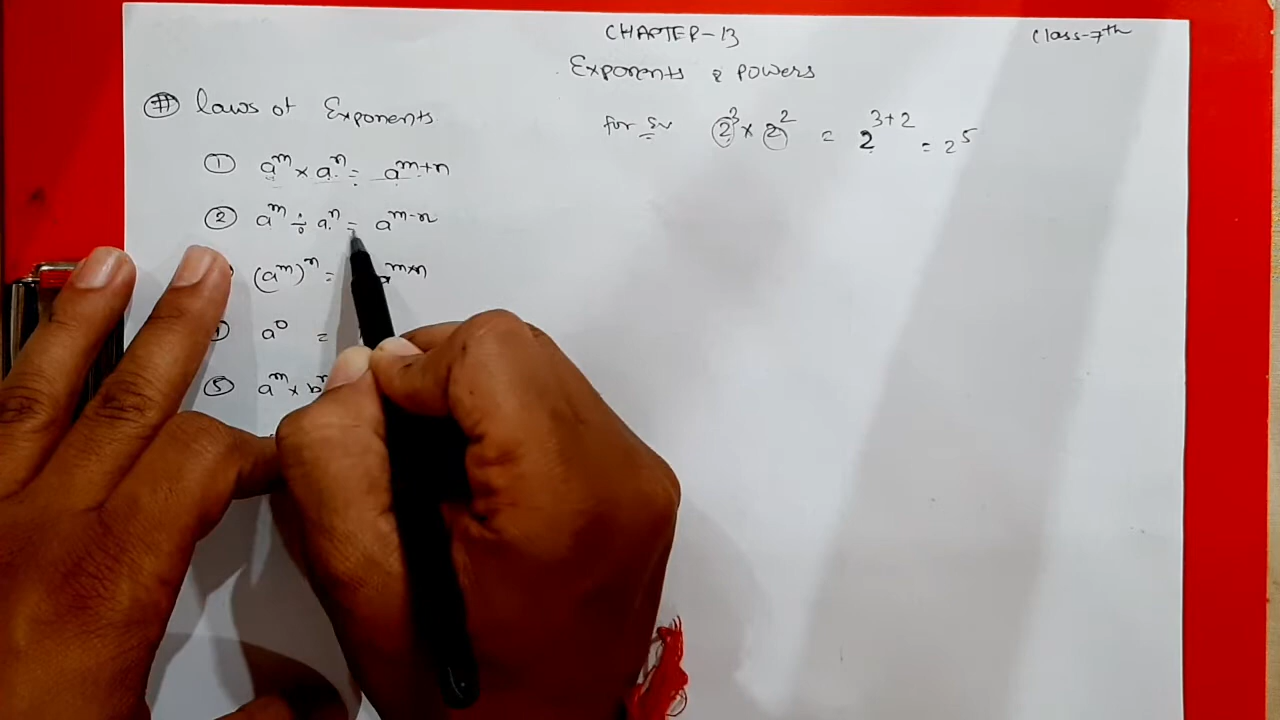 CHAPTER-13
Class-7th
Exponents & Powers
# Laws of Exponents
for Ex 2³ × 2² = 2³⁺² = 2⁵
① aᵐ × aⁿ = aᵐ⁺ⁿ
② aᵐ ÷ aⁿ = aᵐ⁻ⁿ
(aᵐ)ⁿ = aᵐˣⁿ
a⁰ =
⑤ aᵐ × b